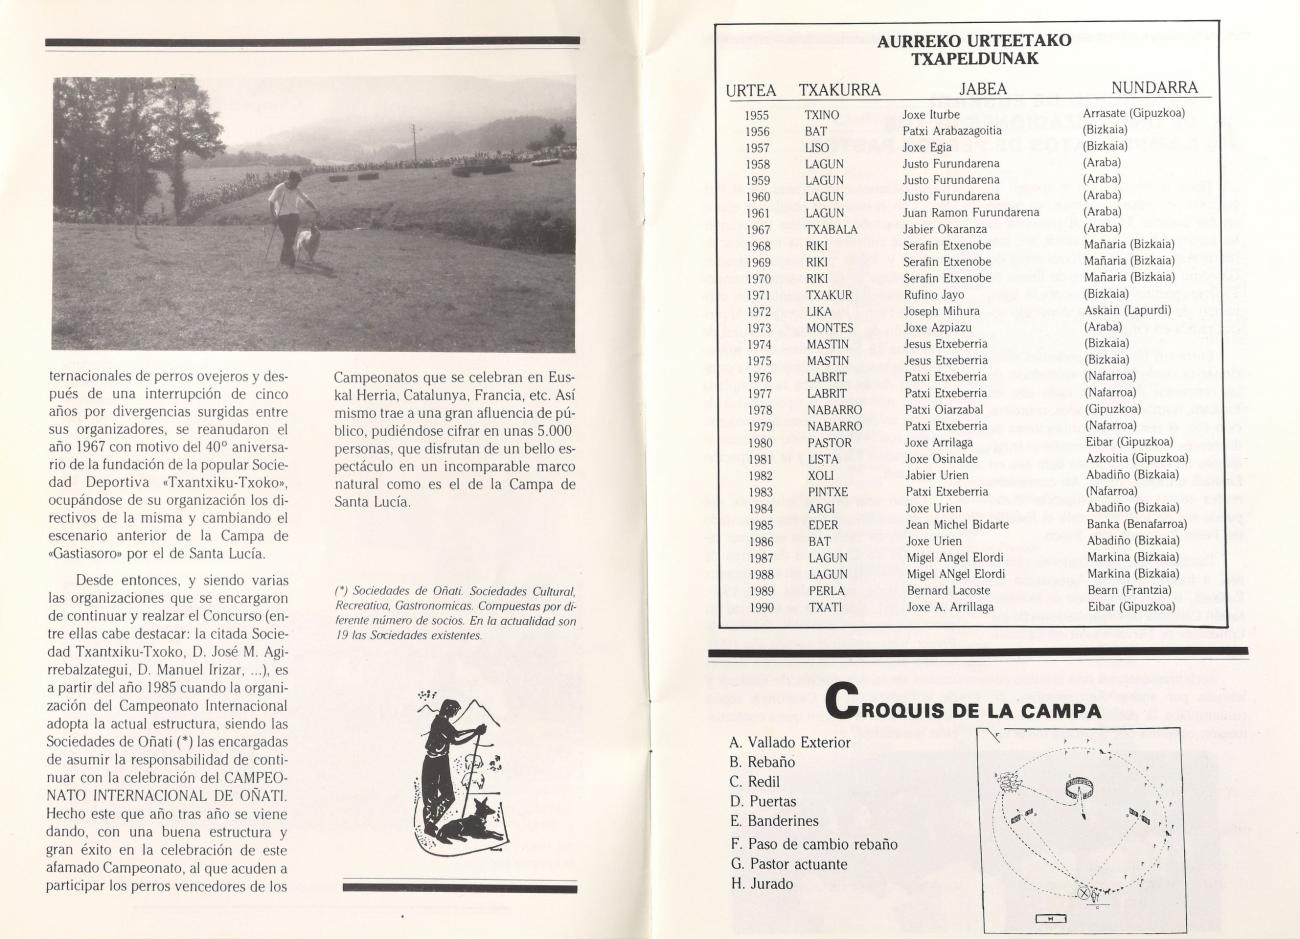 ternacionales de perros ovejeros y des-
pués de una interrupción de cinco
años por divergencias surgidas entre
sus organizadores, se reanudaron el
año 1967 con motivo del 40º aniversa-
rio de la fundación de la popular Socie-
dad Deportiva «Txantxiku-Txoko»,
ocupándose de su organización los di-
rectivos de la misma y cambiando el
escenario anterior de la Campa de
«Gastiasoro» por el de Santa Lucía.
Desde entonces, y siendo varias
las organizaciones que se encargaron
de continuar y realzar el Concurso (en-
tre ellas cabe destacar: la citada Socie-
dad Txantxiku-Txoko, D. José M. Agi-
rrebalzategui, D. Manuel Irizar, ...), es
a partir del año 1985 cuando la organi-
zación del Campeonato Internacional
adopta la actual estructura, siendo las
Sociedades de Oñati (*) las encargadas
de asumir la responsabilidad de conti-
nuar con la celebración del CAMPEO-
NATO INTERNACIONAL DE OÑATI.
Hecho este que año tras año se viene
dando, con una buena estructura y
gran éxito en la celebración de este
afamado Campeonato, al que acuden a
participar los perros vencedores de los
Campeonatos que se celebran en Eus-
kal Herria, Catalunya, Francia, etc. Así
mismo trae a una gran afluencia de pú-
blico, pudiéndose cifrar en unas 5.000
personas, que disfrutan de un bello es-
pectáculo en un incomparable marco
natural como es el de la Campa de
Santa Lucía.
(*) Sociedades de Oñati. Sociedades Cultural,
Recreativa, Gastronomicas. Compuestas por di-
ferente número de socios. En la actualidad son
19 las Sociedades existentes.
AURREKO URTEETAKO
TXAPELDUNAK
URTEA TXAKURRA JABEA NUNDARRA
1955 TXINO Joxe Iturbe Arrasate (Gipuzkoa)
1956 BAT Patxi Arabazagoitia (Bizkaia)
1957 LISO Joxe Egia (Bizkaia)
1958 LAGUN Justo Furundarena (Araba)
1959 LAGUN Justo Furundarena (Araba)
1960 LAGUN Justo Furundarena (Araba)
1961 LAGUN Juan Ramon Furundarena (Araba)
1967 TXABALA Jabier Okaranza (Araba)
1968 RIKI Serafin Etxenobe Mañaria (Bizkaia)
1969 RIKI Serafin Etxenobe Mañaria (Bizkaia)
1970 RIKI Serafin Etxenobe Mañaria (Bizkaia)
1971 TXAKUR Rufino Jayo (Bizkaia)
1972 LIKA Joseph Mihura Askain (Lapurdi)
1973 MONTES Joxe Azpiazu (Araba)
1974 MASTIN Jesus Etxeberria (Bizkaia)
1975 MASTIN Jesus Etxeberria (Bizkaia)
1976 LABRIT Patxi Etxeberria (Nafarroa)
1977 LABRIT Patxi Etxeberria (Nafarroa)
1978 NABARRO Patxi Oiarzabal (Gipuzkoa)
1979 NABARRO Patxi Etxeberria (Nafarroa)
1980 PASTOR Joxe Arrilaga Eibar (Gipuzkoa)
1981 LISTA Joxe Osinalde Azkoitia (Gipuzkoa)
1982 XOLI Jabier Urien Abadiño (Bizkaia)
1983 PINTXE Patxi Etxeberria (Nafarroa)
1984 ARGI Joxe Urien Abadiño (Bizkaia)
1985 EDER Jean Michel Bidarte Banka (Benafarroa)
1986 BAT Joxe Urien Abadiño (Bizkaia)
1987 LAGUN Migel Angel Elordi Markina (Bizkaia)
1988 LAGUN Migel ANgel Elordi Markina (Bizkaia)
1989 PERLA Bernard Lacoste Bearn (Frantzia)
1990 TXATI Joxe A. Arrillaga Eibar (Gipuzkoa)
CROQUIS DE LA CAMPA
A. Vallado Exterior
B. Rebaño
C. Redil
D. Puertas
E. Banderines
F. Paso de cambio rebaño
G. Pastor actuante
H. Jurado
H